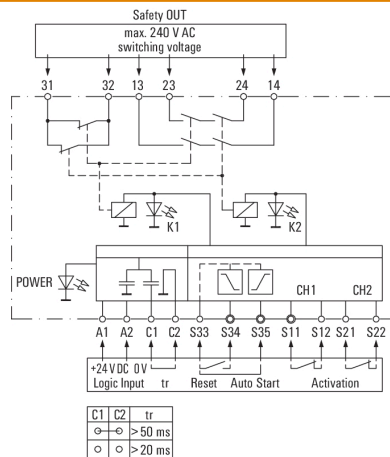 Safety OUT
max. 240 V AC
switching voltage
31 32 13 23 24 14
K1 K2
POWER
CH1 CH2
A1 A2 C1 C2 S33 S34 S35 S11 S12 S21 S22
+24 V DC 0 V
Logic Input tr Reset Auto Start Activation
C1 C2 tr
> 50 ms
> 20 ms